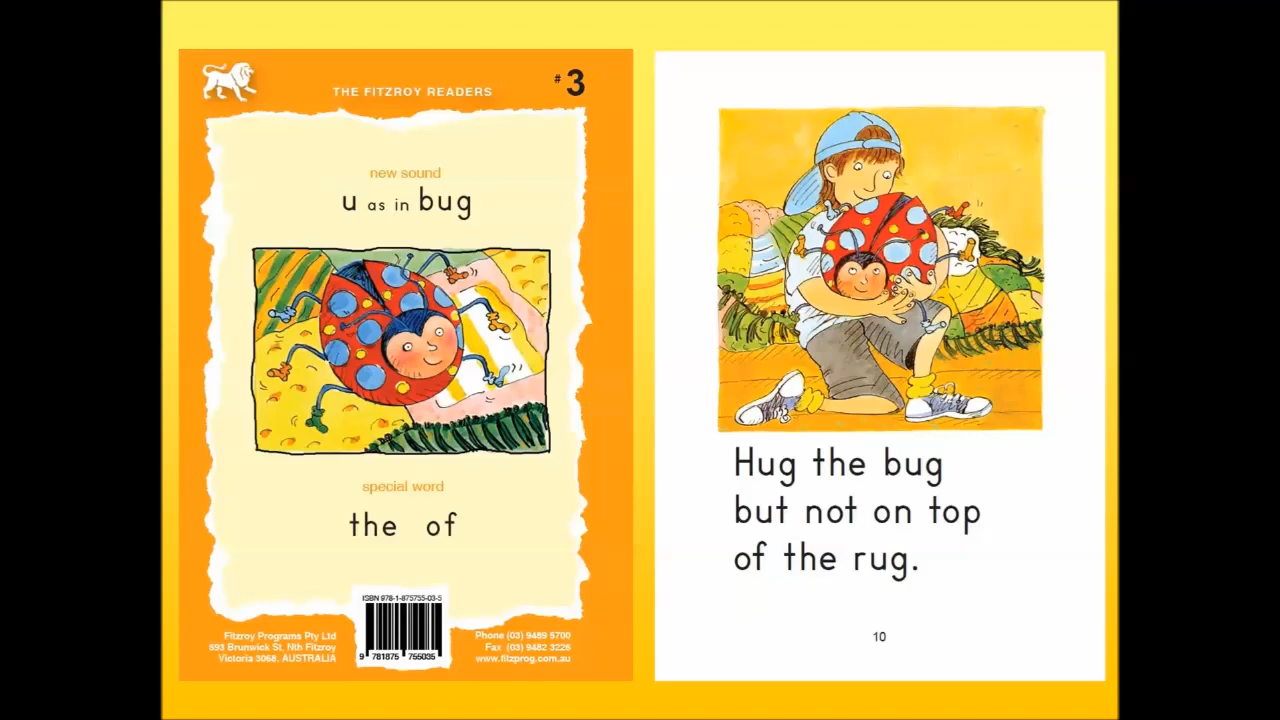 THE FITZROY READERS
# 3
new sound
u as in bug
special word
the of
ISBN 978-1-875755-03-5
9 781875 755035
Fitzroy Programs Pty Ltd
593 Brunwick St, Nth Fitzroy
Victoria 3068, AUSTRALIA
Phone (03) 9489 5700
Fax (03) 9482 3226
www.fitzprog.com.au
Hug the bug
but not on top
of the rug.
10